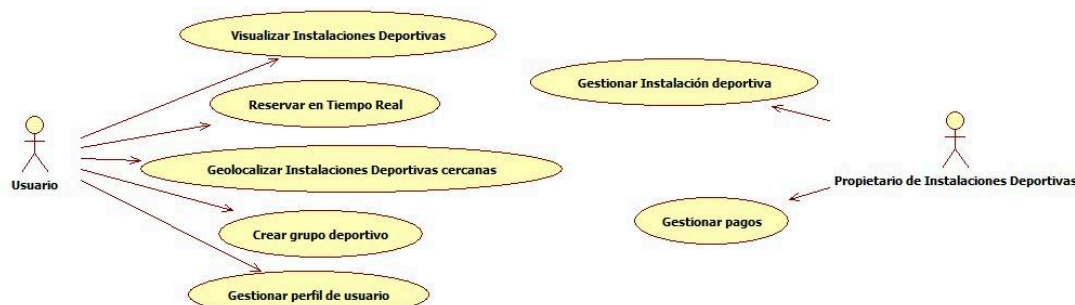 Visualizar Instalaciones Deportivas
Gestionar Instalación deportiva
Reservar en Tiempo Real
Geolocalizar Instalaciones Deportivas cercanas
Usuario
Propietario de Instalaciones Deportivas
Gestionar pagos
Crear grupo deportivo
Gestionar perfil de usuario